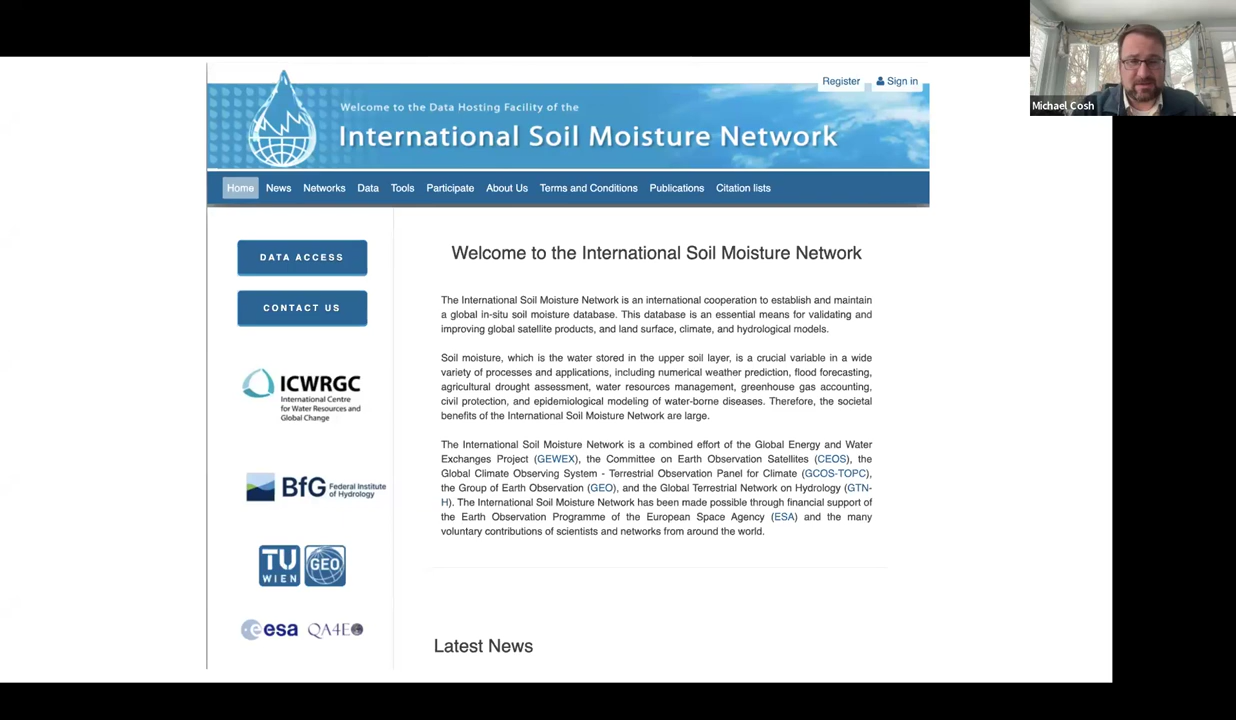 Register
Sign in
Welcome to the Data Hosting Facility of the
International Soil Moisture Network
Michael Cosh
Home News Networks Data Tools Participate About Us Terms and Conditions Publications Citation lists
DATA ACCESS
CONTACT US
ICWRGC
International Centre
for Water Resources and
Global Change
BfG Federal Institute
of Hydrology
TU
WIEN
GEO
esa QA4EO
Welcome to the International Soil Moisture Network
The International Soil Moisture Network is an international cooperation to establish and maintain
a global in-situ soil moisture database. This database is an essential means for validating and
improving global satellite products, and land surface, climate, and hydrological models.
Soil moisture, which is the water stored in the upper soil layer, is a crucial variable in a wide
variety of processes and applications, including numerical weather prediction, flood forecasting,
agricultural drought assessment, water resources management, greenhouse gas accounting,
civil protection, and epidemiological modeling of water-borne diseases. Therefore, the societal
benefits of the International Soil Moisture Network are large.
The International Soil Moisture Network is a combined effort of the Global Energy and Water
Exchanges Project (GEWEX), the Committee on Earth Observation Satellites (CEOS), the
Global Climate Observing System - Terrestrial Observation Panel for Climate (GCOS-TOPC),
the Group of Earth Observation (GEO), and the Global Terrestrial Network on Hydrology (GTN-
H). The International Soil Moisture Network has been made possible through financial support of
the Earth Observation Programme of the European Space Agency (ESA) and the many
voluntary contributions of scientists and networks from around the world.
Latest News